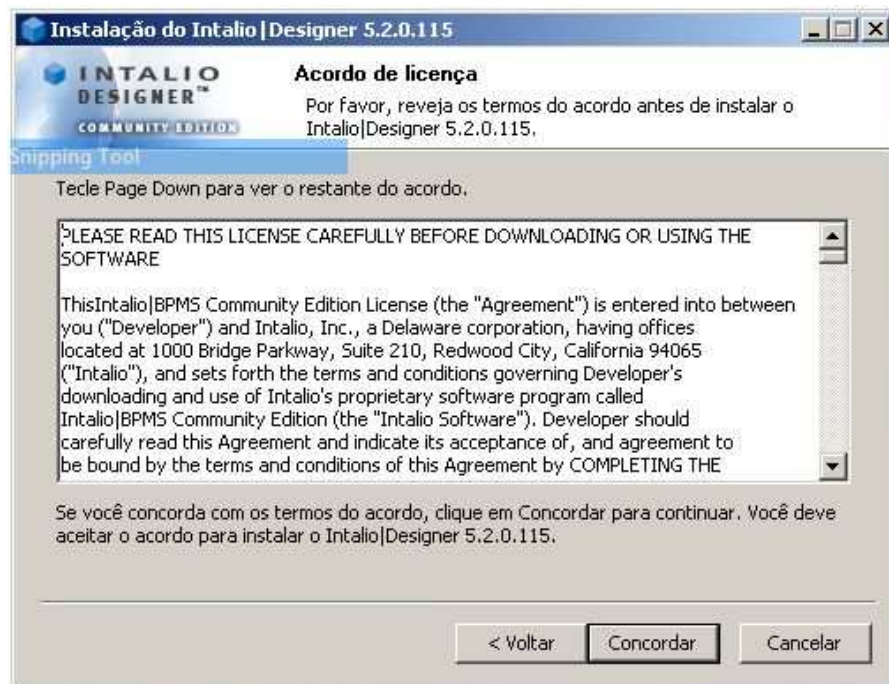 Instalação do Intalio|Designer 5.2.0.115
INTALIO
DESIGNER™
COMMUNITY EDITION
Acordo de licença
Por favor, reveja os termos do acordo antes de instalar o
Intalio|Designer 5.2.0.115.
Snipping Tool
Tecle Page Down para ver o restante do acordo.
PLEASE READ THIS LICENSE CAREFULLY BEFORE DOWNLOADING OR USING THE
SOFTWARE
ThisIntalio|BPMS Community Edition License (the "Agreement") is entered into between
you ("Developer") and Intalio, Inc., a Delaware corporation, having offices
located at 1000 Bridge Parkway, Suite 210, Redwood City, California 94065
("Intalio"), and sets forth the terms and conditions governing Developer's
downloading and use of Intalio's proprietary software program called
Intalio|BPMS Community Edition (the "Intalio Software"). Developer should
carefully read this Agreement and indicate its acceptance of, and agreement to
be bound by the terms and conditions of this Agreement by COMPLETING THE
Se você concorda com os termos do acordo, clique em Concordar para continuar. Você deve
aceitar o acordo para instalar o Intalio|Designer 5.2.0.115.
< Voltar
Concordar
Cancelar